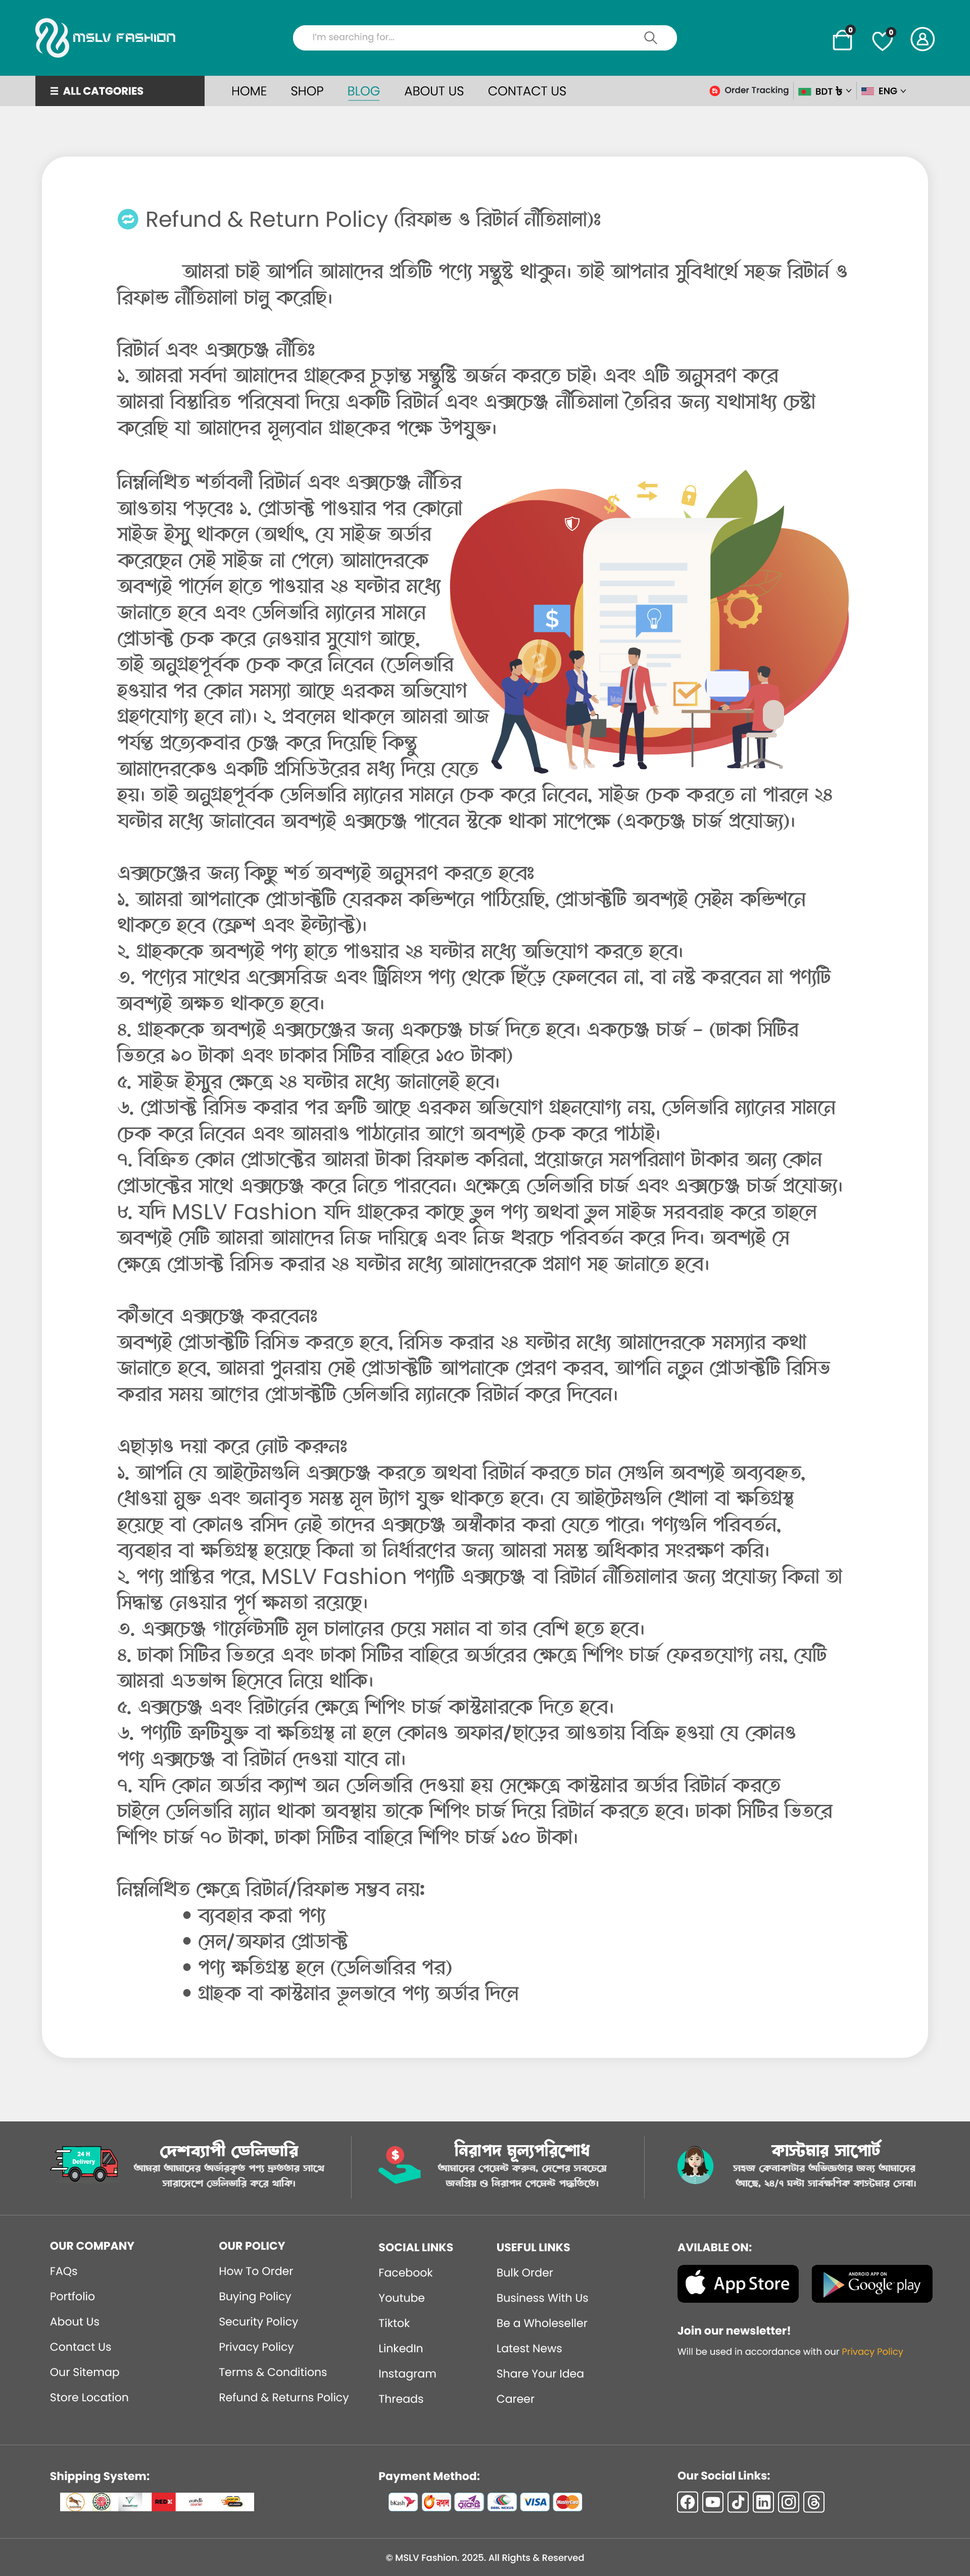 MSLV FASHION
I'm searching for...
0
0
ALL CATGORIES
HOME SHOP BLOG ABOUT US CONTACT US
Order Tracking BDT ৳ ENG
Refund & Return Policy (রিফান্ড ও রিটার্ন নীতিমালা)ঃ
আমরা চাই আপনি আমাদের প্রতিটি পণ্যে সন্তুষ্ট থাকুন। তাই আপনার সুবিধার্থে সহজ রিটার্ন ও
রিফান্ড নীতিমালা চালু করেছি।
রিটার্ন এবং এক্সচেঞ্জ নীতিঃ
১. আমরা সর্বদা আমাদের গ্রাহকের চূড়ান্ত সন্তুষ্টি অর্জন করতে চাই। এবং এটি অনুসরণ করে
আমরা বিস্তারিত পরিষেবা দিয়ে একটি রিটার্ন এবং এক্সচেঞ্জ নীতিমালা তৈরির জন্য যথাসাধ্য চেষ্টা
করেছি যা আমাদের মূল্যবান গ্রাহকের পক্ষে উপযুক্ত।
নিম্নলিখিত শর্তাবলী রিটার্ন এবং এক্সচেঞ্জ নীতির
আওতায় পড়বেঃ ১. প্রোডাক্ট পাওয়ার পর কোনো
সাইজ ইস্যু থাকলে (অর্থাৎ, যে সাইজ অর্ডার
করেছেন সেই সাইজ না পেলে) আমাদেরকে
অবশ্যই পার্সেল হাতে পাওয়ার ২৪ ঘন্টার মধ্যে
জানাতে হবে এবং ডেলিভারি ম্যানের সামনে
প্রোডাক্ট চেক করে নেওয়ার সুযোগ আছে,
তাই অনুগ্রহপূর্বক চেক করে নিবেন (ডেলিভারি
হওয়ার পর কোন সমস্যা আছে এরকম অভিযোগ
গ্রহণযোগ্য হবে না)। ২. প্রবলেম থাকলে আমরা আজ
পর্যন্ত প্রত্যেকবার চেঞ্জ করে দিয়েছি কিন্তু
আমাদেরকেও একটি প্রসিডিউরের মধ্য দিয়ে যেতে
হয়। তাই অনুগ্রহপূর্বক ডেলিভারি ম্যানের সামনে চেক করে নিবেন, সাইজ চেক করতে না পারলে ২৪
ঘন্টার মধ্যে জানাবেন অবশ্যই এক্সচেঞ্জ পাবেন স্টকে থাকা সাপেক্ষে (একচেঞ্জ চার্জ প্রযোজ্য)।
এক্সচেঞ্জের জন্য কিছু শর্ত অবশ্যই অনুসরণ করতে হবেঃ
১. আমরা আপনাকে প্রোডাক্টটি যেরকম কন্ডিশনে পাঠিয়েছি, প্রোডাক্টটি অবশ্যই সেইম কন্ডিশনে
থাকতে হবে (ফ্রেশ এবং ইন্ট্যাক্ট)।
২. গ্রাহককে অবশ্যই পণ্য হাতে পাওয়ার ২৪ ঘন্টার মধ্যে অভিযোগ করতে হবে।
৩. পণ্যের সাথের এক্সেসরিজ এবং ট্রিমিংস পণ্য থেকে ছিঁড়ে ফেলবেন না, বা নষ্ট করবেন মা পণ্যটি
অবশ্যই অক্ষত থাকতে হবে।
৪. গ্রাহককে অবশ্যই এক্সচেঞ্জের জন্য একচেঞ্জ চার্জ দিতে হবে। একচেঞ্জ চার্জ – (ঢাকা সিটির
ভিতরে ৯০ টাকা এবং ঢাকার সিটির বাহিরে ১৫০ টাকা)
৫. সাইজ ইস্যুর ক্ষেত্রে ২৪ ঘন্টার মধ্যে জানালেই হবে।
৬. প্রোডাক্ট রিসিভ করার পর ত্রুটি আছে এরকম অভিযোগ গ্রহনযোগ্য নয়, ডেলিভারি ম্যানের সামনে
চেক করে নিবেন এবং আমরাও পাঠানোর আগে অবশ্যই চেক করে পাঠাই।
৭. বিক্রিত কোন প্রোডাক্টের আমরা টাকা রিফান্ড করিনা, প্রয়োজনে সমপরিমাণ টাকার অন্য কোন
প্রোডাক্টের সাথে এক্সচেঞ্জ করে নিতে পারবেন। এক্ষেত্রে ডেলিভারি চার্জ এবং এক্সচেঞ্জ চার্জ প্রযোজ্য।
৮. যদি MSLV Fashion যদি গ্রাহকের কাছে ভুল পণ্য অথবা ভুল সাইজ সরবরাহ করে তাহলে
অবশ্যই সেটি আমরা আমাদের নিজ দায়িত্বে এবং নিজ খরচে পরিবর্তন করে দিব। অবশ্যই সে
ক্ষেত্রে প্রোডাক্ট রিসিভ করার ২৪ ঘন্টার মধ্যে আমাদেরকে প্রমাণ সহ জানাতে হবে।
কীভাবে এক্সচেঞ্জ করবেনঃ
অবশ্যই প্রোডাক্টটি রিসিভ করতে হবে, রিসিভ করার ২৪ ঘন্টার মধ্যে আমাদেরকে সমস্যার কথা
জানাতে হবে, আমরা পুনরায় সেই প্রোডাক্টটি আপনাকে প্রেরণ করব, আপনি নতুন প্রোডাক্টটি রিসিভ
করার সময় আগের প্রোডাক্টটি ডেলিভারি ম্যানকে রিটার্ন করে দিবেন।
এছাড়াও দয়া করে নোট করুনঃ
১. আপনি যে আইটেমগুলি এক্সচেঞ্জ করতে অথবা রিটার্ন করতে চান সেগুলি অবশ্যই অব্যবহৃত,
ধোওয়া মুক্ত এবং অনাবৃত সমস্ত মূল ট্যাগ যুক্ত থাকতে হবে। যে আইটেমগুলি খোলা বা ক্ষতিগ্রস্থ
হয়েছে বা কোনও রসিদ নেই তাদের এক্সচেঞ্জ অস্বীকার করা যেতে পারে। পণ্যগুলি পরিবর্তন,
ব্যবহার বা ক্ষতিগ্রস্থ হয়েছে কিনা তা নির্ধারণের জন্য আমরা সমস্ত অধিকার সংরক্ষণ করি।
২. পণ্য প্রাপ্তির পরে, MSLV Fashion পণ্যটি এক্সচেঞ্জ বা রিটার্ন নীতিমালার জন্য প্রযোজ্য কিনা তা
সিদ্ধান্ত নেওয়ার পূর্ণ ক্ষমতা রয়েছে।
৩. এক্সচেঞ্জ গার্মেন্টসটি মূল চালানের চেয়ে সমান বা তার বেশি হতে হবে।
৪. ঢাকা সিটির ভিতরে এবং ঢাকা সিটির বাহিরে অর্ডারের ক্ষেত্রে শিপিং চার্জ ফেরতযোগ্য নয়, যেটি
আমরা এডভান্স হিসেবে নিয়ে থাকি।
৫. এক্সচেঞ্জ এবং রিটার্নের ক্ষেত্রে শিপিং চার্জ কাস্টমারকে দিতে হবে।
৬. পণ্যটি ত্রুটিযুক্ত বা ক্ষতিগ্রস্থ না হলে কোনও অফার/ছাড়ের আওতায় বিক্রি হওয়া যে কোনও
পণ্য এক্সচেঞ্জ বা রিটার্ন দেওয়া যাবে না।
৭. যদি কোন অর্ডার ক্যাশ অন ডেলিভারি দেওয়া হয় সেক্ষেত্রে কাস্টমার অর্ডার রিটার্ন করতে
চাইলে ডেলিভারি ম্যান থাকা অবস্থায় তাকে শিপিং চার্জ দিয়ে রিটার্ন করতে হবে। ঢাকা সিটির ভিতরে
শিপিং চার্জ ৭০ টাকা, ঢাকা সিটির বাহিরে শিপিং চার্জ ১৫০ টাকা।
নিম্নলিখিত ক্ষেত্রে রিটার্ন/রিফান্ড সম্ভব নয়:
• ব্যবহার করা পণ্য
• সেল/অফার প্রোডাক্ট
• পণ্য ক্ষতিগ্রস্ত হলে (ডেলিভারির পর)
• গ্রাহক বা কাস্টমার ভূলভাবে পণ্য অর্ডার দিলে
24 H
Delivery
দেশব্যাপী ডেলিভারি
আমরা আমাদের অর্ডারকৃত পণ্য দ্রুততার সাথে
সারাদেশে ডেলিভারি করে থাকি।
নিরাপদ মূল্যপরিশোধ
আমাদের পেমেন্ট করুন, দেশের সবচেয়ে
জনপ্রিয় ও নিরাপদ পেমেন্ট পদ্ধতিতে।
কাস্টমার সাপোর্ট
সহজ কেনাকাটার অভিজ্ঞতার জন্য আমাদের
আছে, ২৪/৭ ঘন্টা সার্বক্ষণিক কাস্টমার সেবা।
OUR COMPANY
FAQs
Portfolio
About Us
Contact Us
Our Sitemap
Store Location
OUR POLICY
How To Order
Buying Policy
Security Policy
Privacy Policy
Terms & Conditions
Refund & Returns Policy
SOCIAL LINKS
Facebook
Youtube
Tiktok
LinkedIn
Instagram
Threads
USEFUL LINKS
Bulk Order
Business With Us
Be a Wholeseller
Latest News
Share Your Idea
Career
AVILABLE ON:
App Store
ANDROID APP ON
Google play
Join our newsletter!
Will be used in accordance with our Privacy Policy
Shipping System:
REDX
Payment Method:
bKash
VISA
Our Social Links:
© MSLV Fashion. 2025. All Rights & Reserved